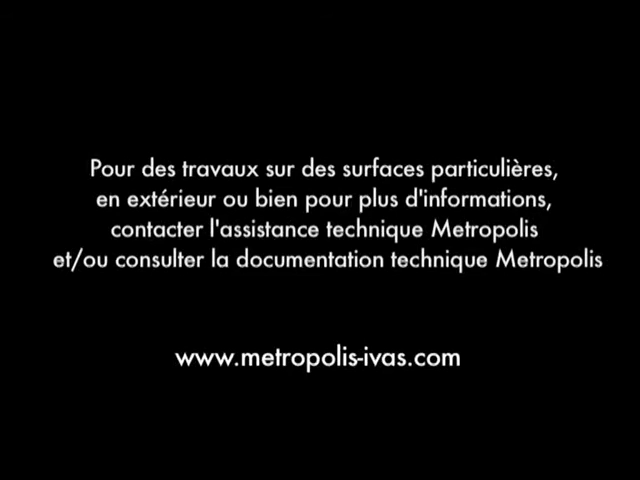 Pour des travaux sur des surfaces particulières,
en extérieur ou bien pour plus d'informations,
contacter l'assistance technique Metropolis
et/ou consulter la documentation technique Metropolis
www.metropolis-ivas.com